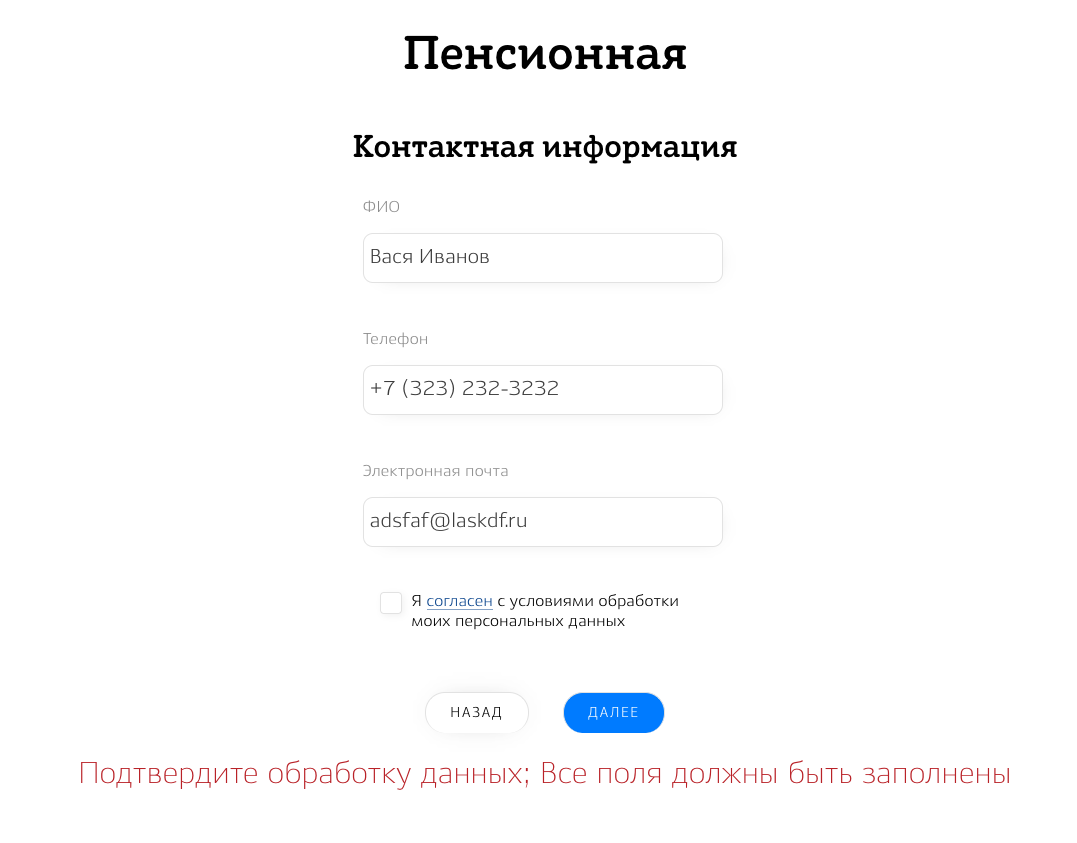 Пенсионная
Контактная информация
ФИО
Вася Иванов
Телефон
+7 (323) 232-3232
Электронная почта
adsfaf@laskdf.ru
Я согласен с условиями обработки
моих персональных данных
НАЗАД ДАЛЕЕ
Подтвердите обработку данных; Все поля должны быть заполнены